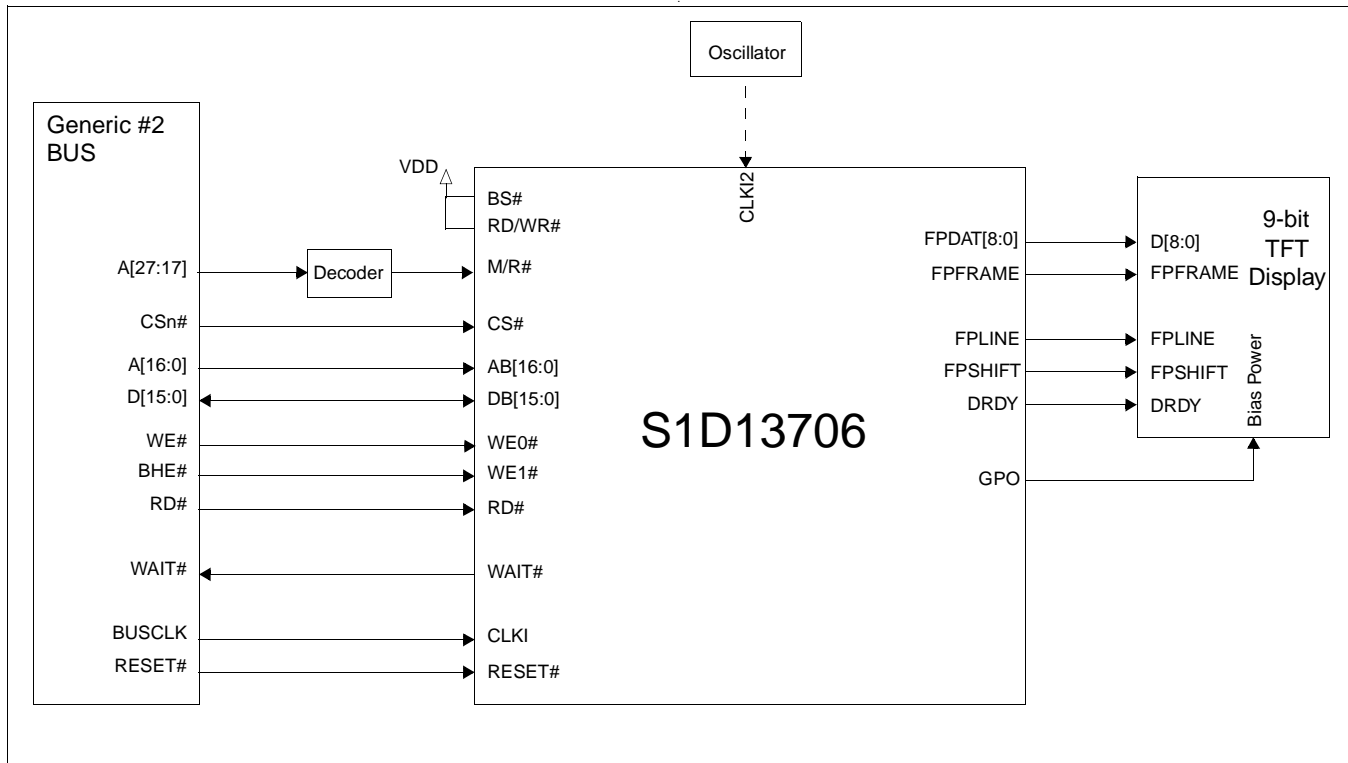 Oscillator
Generic #2
BUS
VDD
BS#
RD/WR#
CLKI2
A[27:17]
Decoder
M/R#
CSn#
CS#
A[16:0]
AB[16:0]
D[15:0]
DB[15:0]
WE#
WE0#
BHE#
WE1#
RD#
RD#
WAIT#
WAIT#
BUSCLK
CLKI
RESET#
RESET#
S1D13706
FPDAT[8:0]
FPFRAME
FPLINE
FPSHIFT
DRDY
GPO
9-bit
TFT
Display
D[8:0]
FPFRAME
FPLINE
FPSHIFT
DRDY
Bias Power